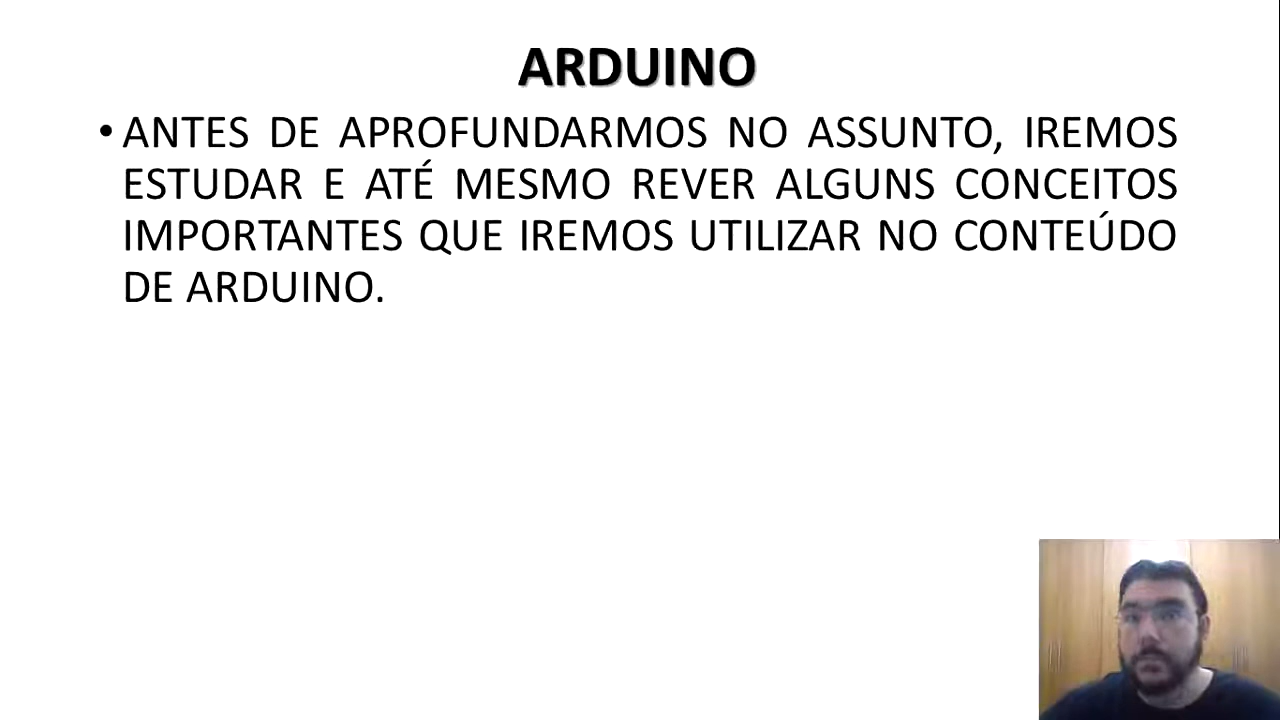 ARDUINO
• ANTES DE APROFUNDARMOS NO ASSUNTO, IREMOS
ESTUDAR E ATÉ MESMO REVER ALGUNS CONCEITOS
IMPORTANTES QUE IREMOS UTILIZAR NO CONTEÚDO
DE ARDUINO.